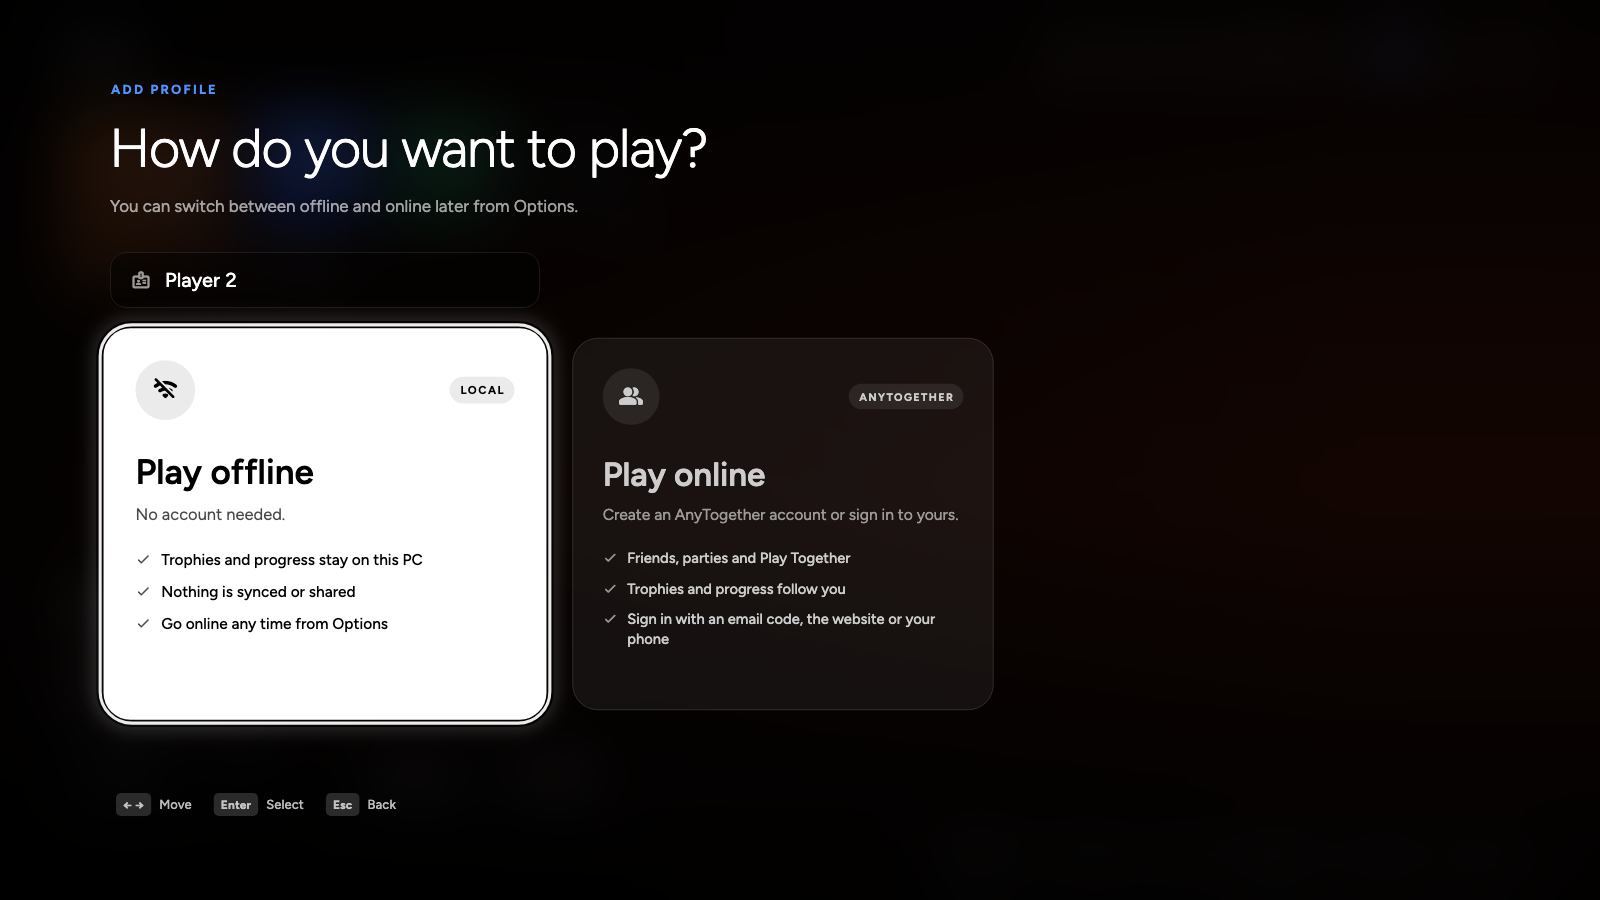 ADD PROFILE
How do you want to play?
You can switch between offline and online later from Options.
Player 2
LOCAL
Play offline
No account needed.
Trophies and progress stay on this PC
Nothing is synced or shared
Go online any time from Options
ANYTOGETHER
Play online
Create an AnyTogether account or sign in to yours.
Friends, parties and Play Together
Trophies and progress follow you
Sign in with an email code, the website or your
phone
Move Enter Select Esc Back